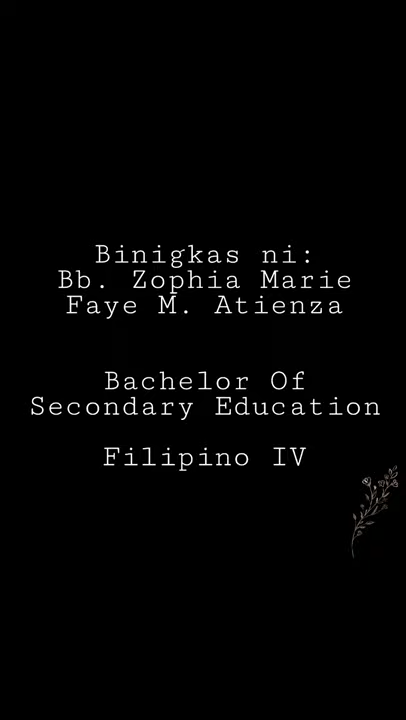 Binigkas ni:
Bb. Zophia Marie
Faye M. Atienza
Bachelor Of
Secondary Education
Filipino IV